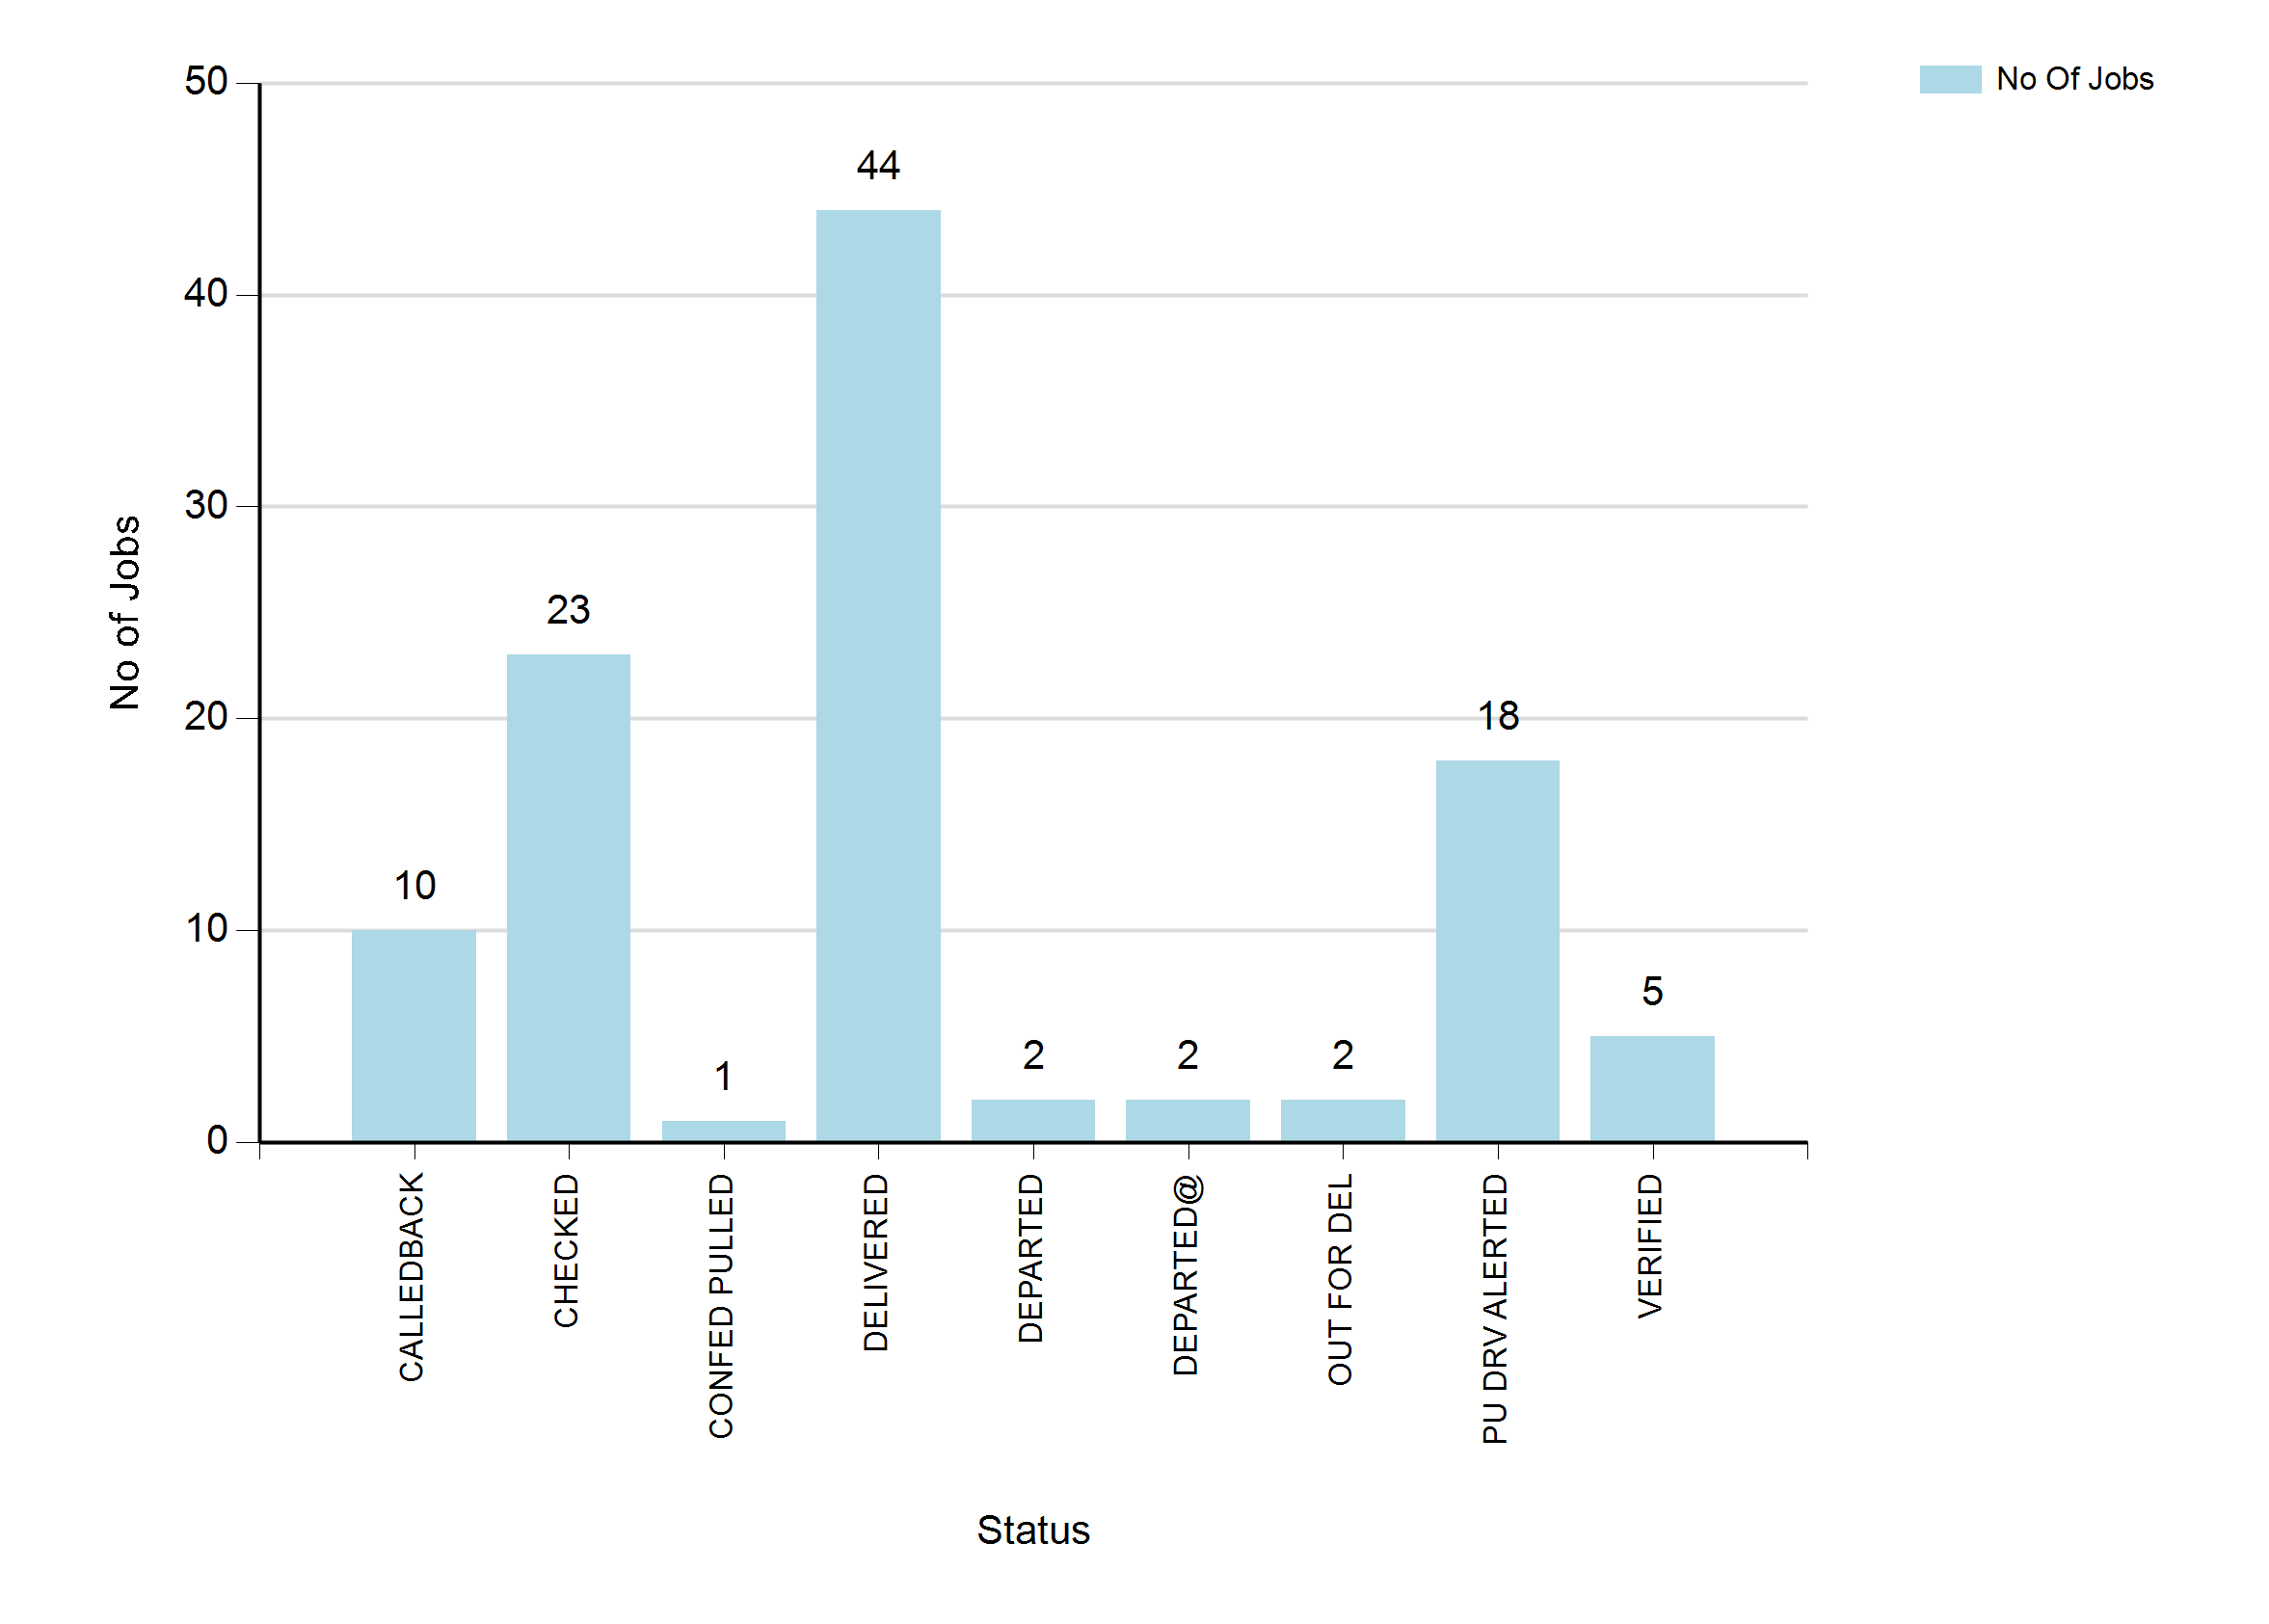 No Of Jobs
50
40
30
20
10
0
No of Jobs
10
23
1
44
2
2
2
18
5
CALLEDBACK
CHECKED
CONFED PULLED
DELIVERED
DEPARTED
DEPARTED@
OUT FOR DEL
PU DRV ALERTED
VERIFIED
Status